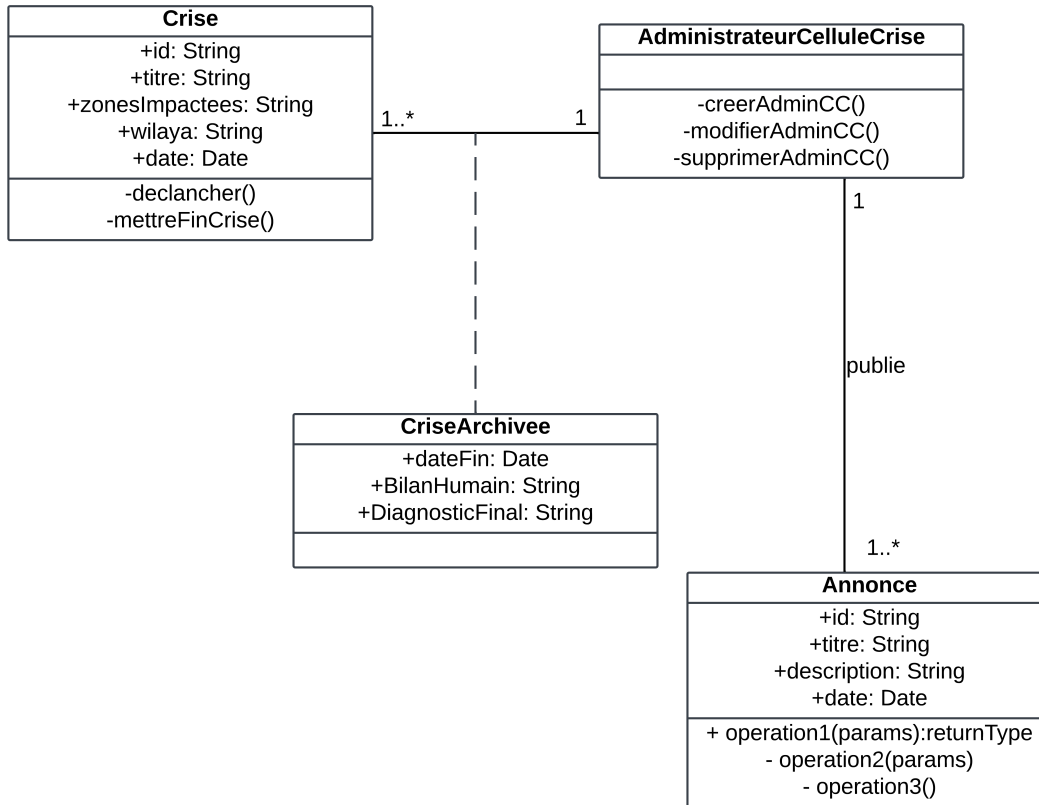 Crise
+id: String
+titre: String
+zonesImpactees: String
+wilaya: String
+date: Date
-declancher()
-mettreFinCrise()
1..*
1
AdministrateurCelluleCrise
-creerAdminCC()
-modifierAdminCC()
-supprimerAdminCC()
1
publie
1..*
CriseArchivee
+dateFin: Date
+BilanHumain: String
+DiagnosticFinal: String
Annonce
+id: String
+titre: String
+description: String
+date: Date
+ operation1(params):returnType
- operation2(params)
- operation3()